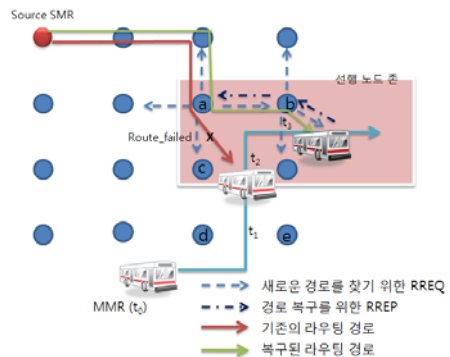 Source SMR
선행 노드 존
a
b
t₃
Route_failed
X
c
t₂
d
t₁
e
MMR (t₀)
새로운 경로를 찾기 위한 RREQ
경로 복구를 위한 RREP
기존의 라우팅 경로
복구된 라우팅 경로